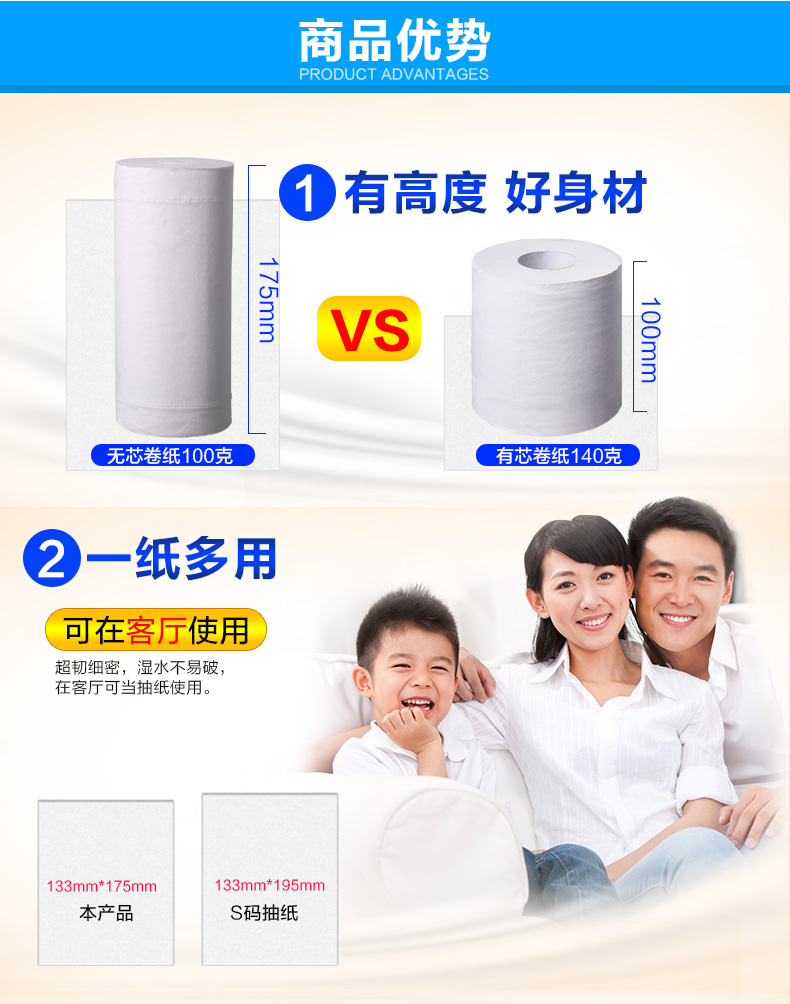 商品优势
PRODUCT ADVANTAGES
1 有高度 好身材
175mm
VS
100mm
无芯卷纸100克
有芯卷纸140克
2 一纸多用
可在客厅使用
超韧细密，湿水不易破，
在客厅可当抽纸使用。
133mm*175mm
本产品
133mm*195mm
S码抽纸